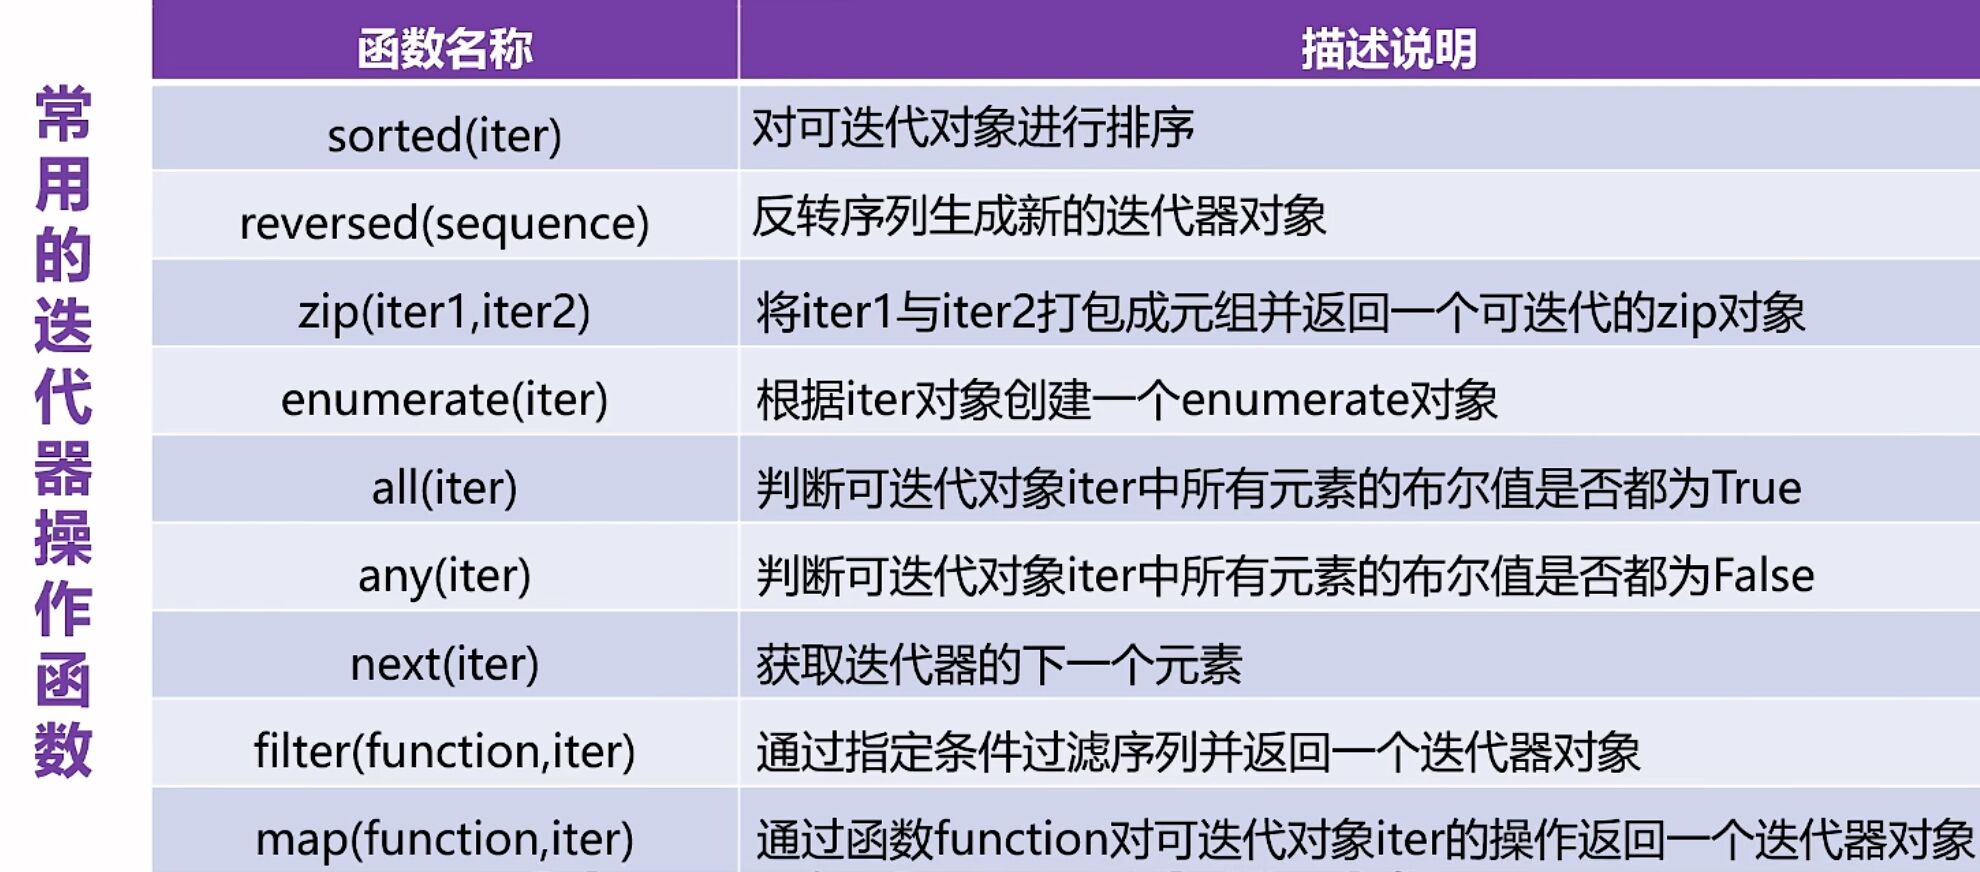 常用的迭代器操作函数
函数名称 描述说明
sorted(iter) 对可迭代对象进行排序
reversed(sequence) 反转序列生成新的迭代器对象
zip(iter1,iter2) 将iter1与iter2打包成元组并返回一个可迭代的zip对象
enumerate(iter) 根据iter对象创建一个enumerate对象
all(iter) 判断可迭代对象iter中所有元素的布尔值是否都为True
any(iter) 判断可迭代对象iter中所有元素的布尔值是否都为False
next(iter) 获取迭代器的下一个元素
filter(function,iter) 通过指定条件过滤序列并返回一个迭代器对象
map(function,iter) 通过函数function对可迭代对象iter的操作返回一个迭代器对象